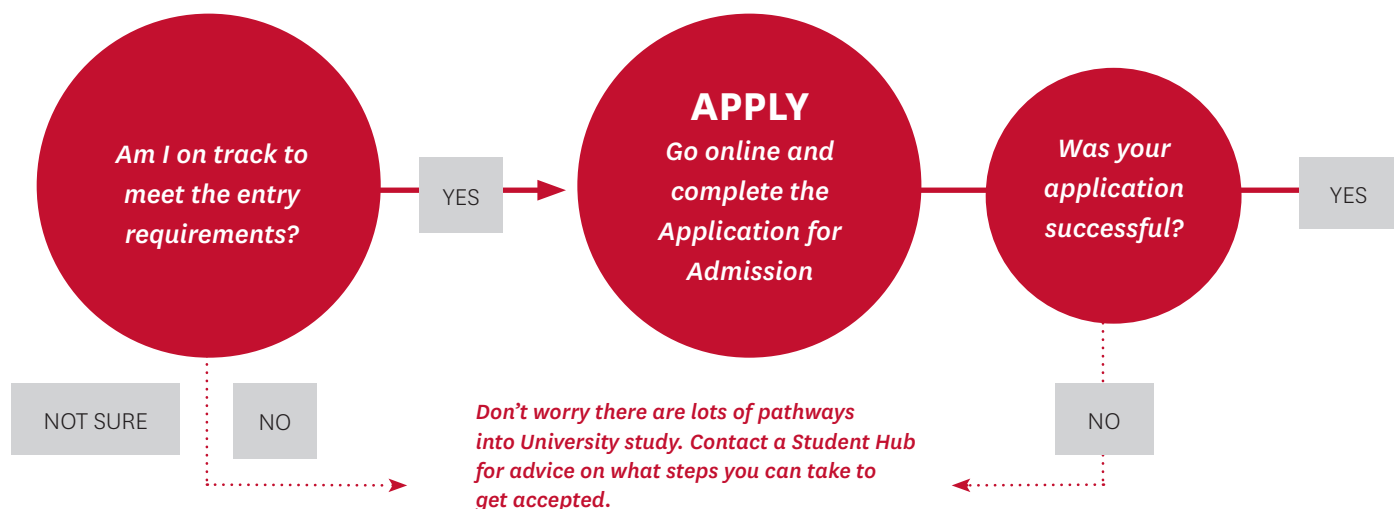 Am I on track to
meet the entry
requirements?
YES
APPLY
Go online and
complete the
Application for
Admission
Was your
application
successful?
YES
NOT SURE
NO
Don't worry there are lots of pathways
into University study. Contact a Student Hub
for advice on what steps you can take to
get accepted.
NO